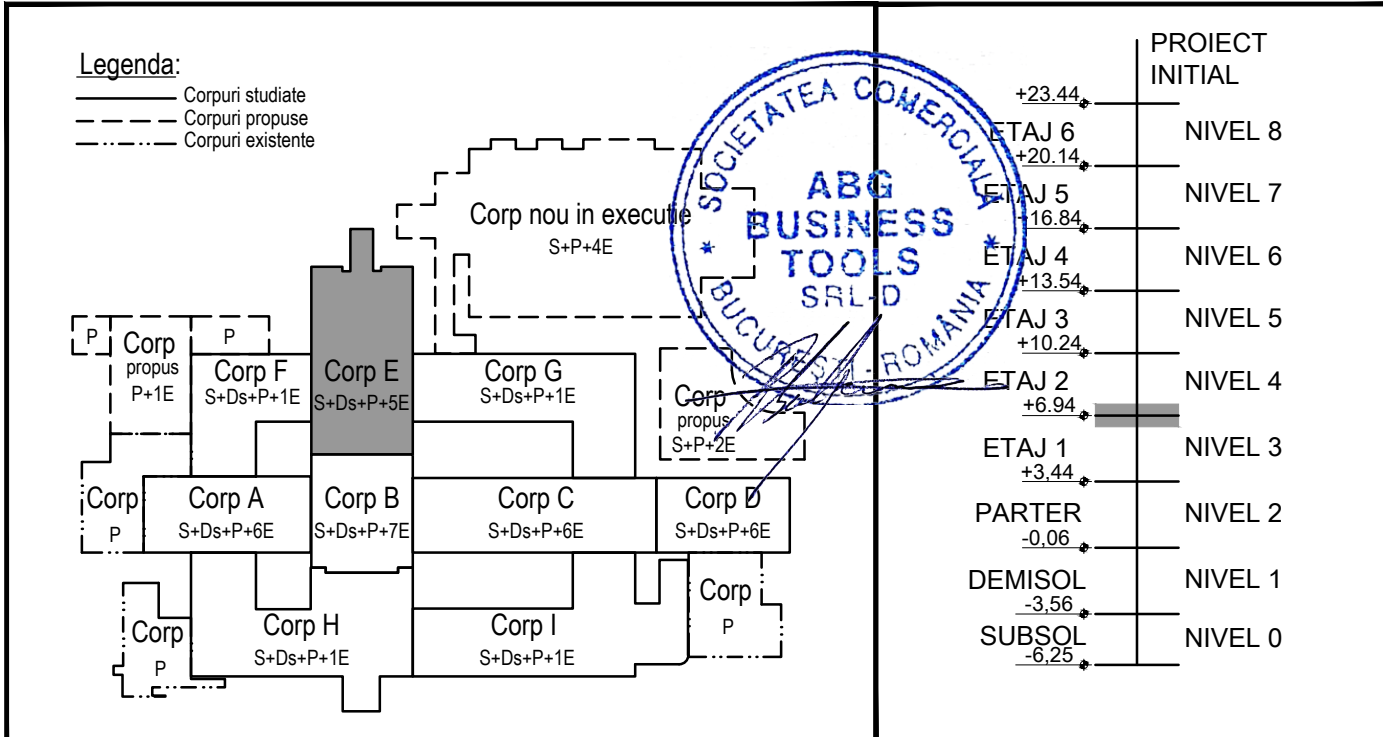 Legenda:
Corpuri studiate
Corpuri propuse
Corpuri existente
Corp nou in executie
S+P+4E
P
Corp
propus
P+1E
P
Corp F
S+Ds+P+1E
Corp E
S+Ds+P+5E
Corp G
S+Ds+P+1E
Corp
propus
S+P+2E
Corp
P
Corp A
S+Ds+P+6E
Corp B
S+Ds+P+7E
Corp C
S+Ds+P+6E
Corp D
S+Ds+P+6E
Corp
P
Corp H
S+Ds+P+1E
Corp I
S+Ds+P+1E
Corp
P
* SOCIETATEA COMERCIALA *
ABG
BUSINESS
TOOLS
SRL-D
BUCURESTI - ROMÂNIA
PROIECT
INITIAL
+23.44
ETAJ 6 NIVEL 8
+20.14
ETAJ 5 NIVEL 7
+16.84
ETAJ 4 NIVEL 6
+13.54
ETAJ 3 NIVEL 5
+10.24
ETAJ 2 NIVEL 4
+6.94
ETAJ 1 NIVEL 3
+3,44
PARTER NIVEL 2
-0,06
DEMISOL NIVEL 1
-3,56
SUBSOL NIVEL 0
-6,25